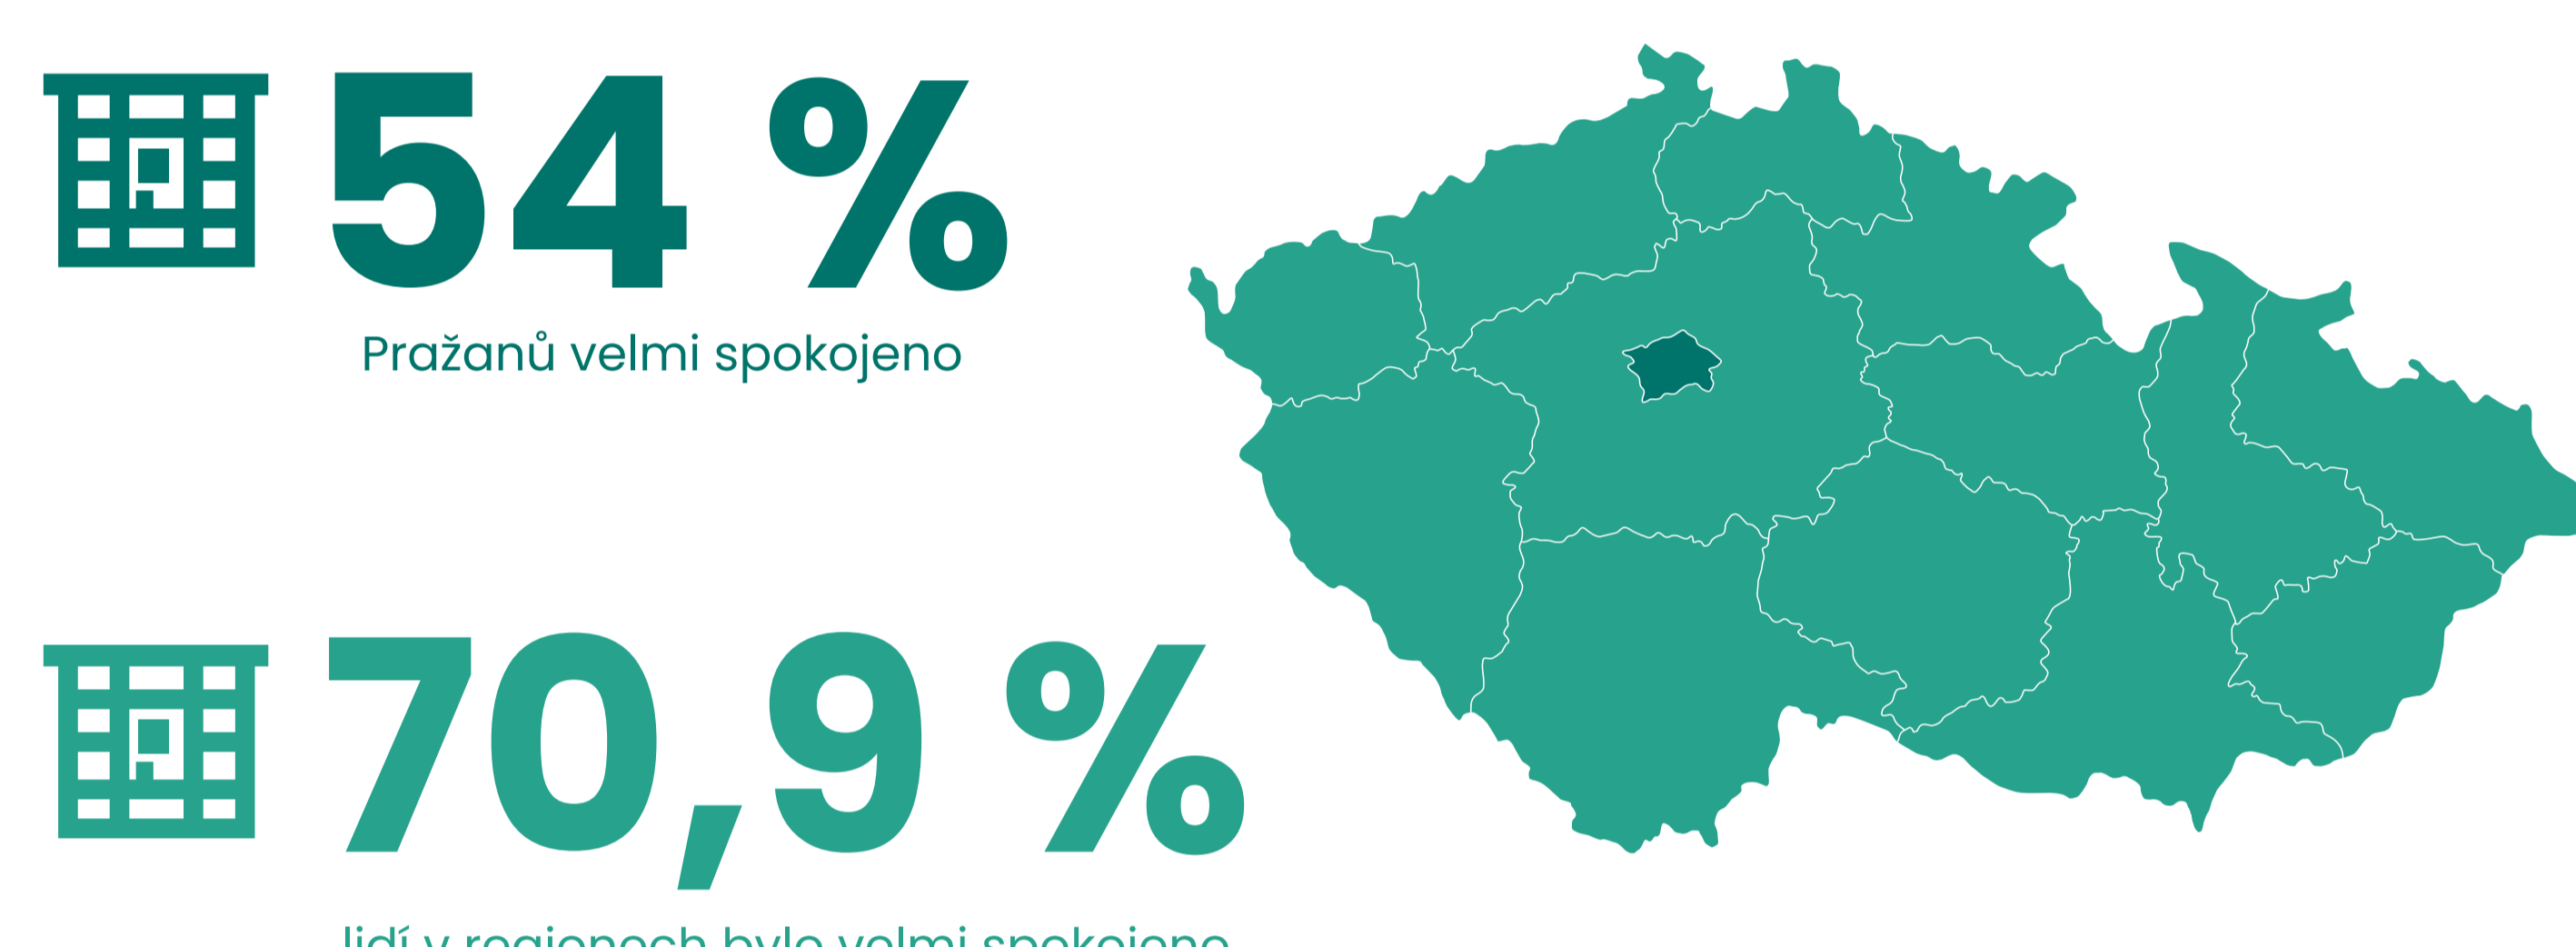 54 %
Pražanů velmi spokojeno
70,9 %
lidí v regionech bylo velmi spokojeno